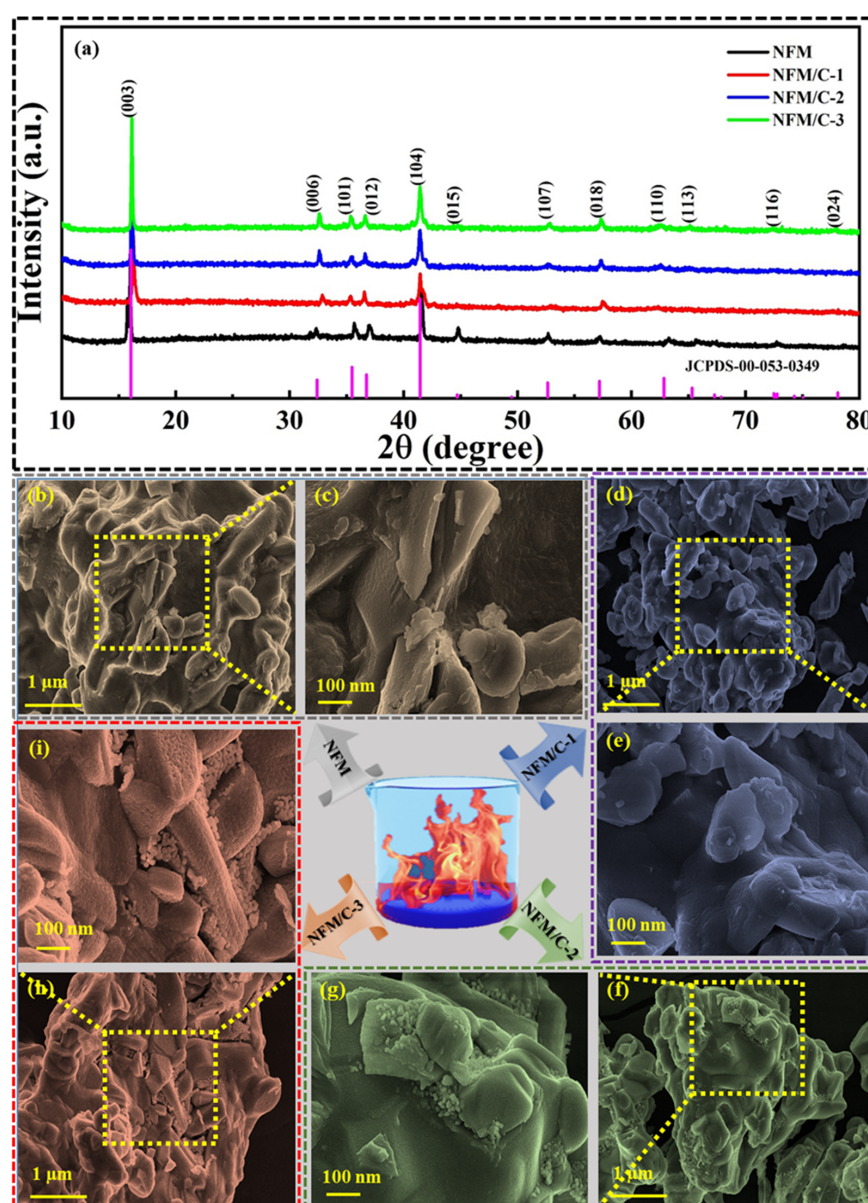 (a)
NFM
NFM/C-1
NFM/C-2
NFM/C-3
(003)
(006)
(101)
(012)
(104)
(015)
(107)
(018)
(110)
(113)
(116)
(024)
Intensity (a.u.)
JCPDS-00-053-0349
10 20 30 40 50 60 70 80
2θ (degree)
(b)
1 μm
(c)
100 nm
(d)
1 μm
(i)
100 nm
NFM
NFM/C-1
NFM/C-3
NFM/C-2
(e)
100 nm
(h)
1 μm
(g)
100 nm
(f)
1 μm